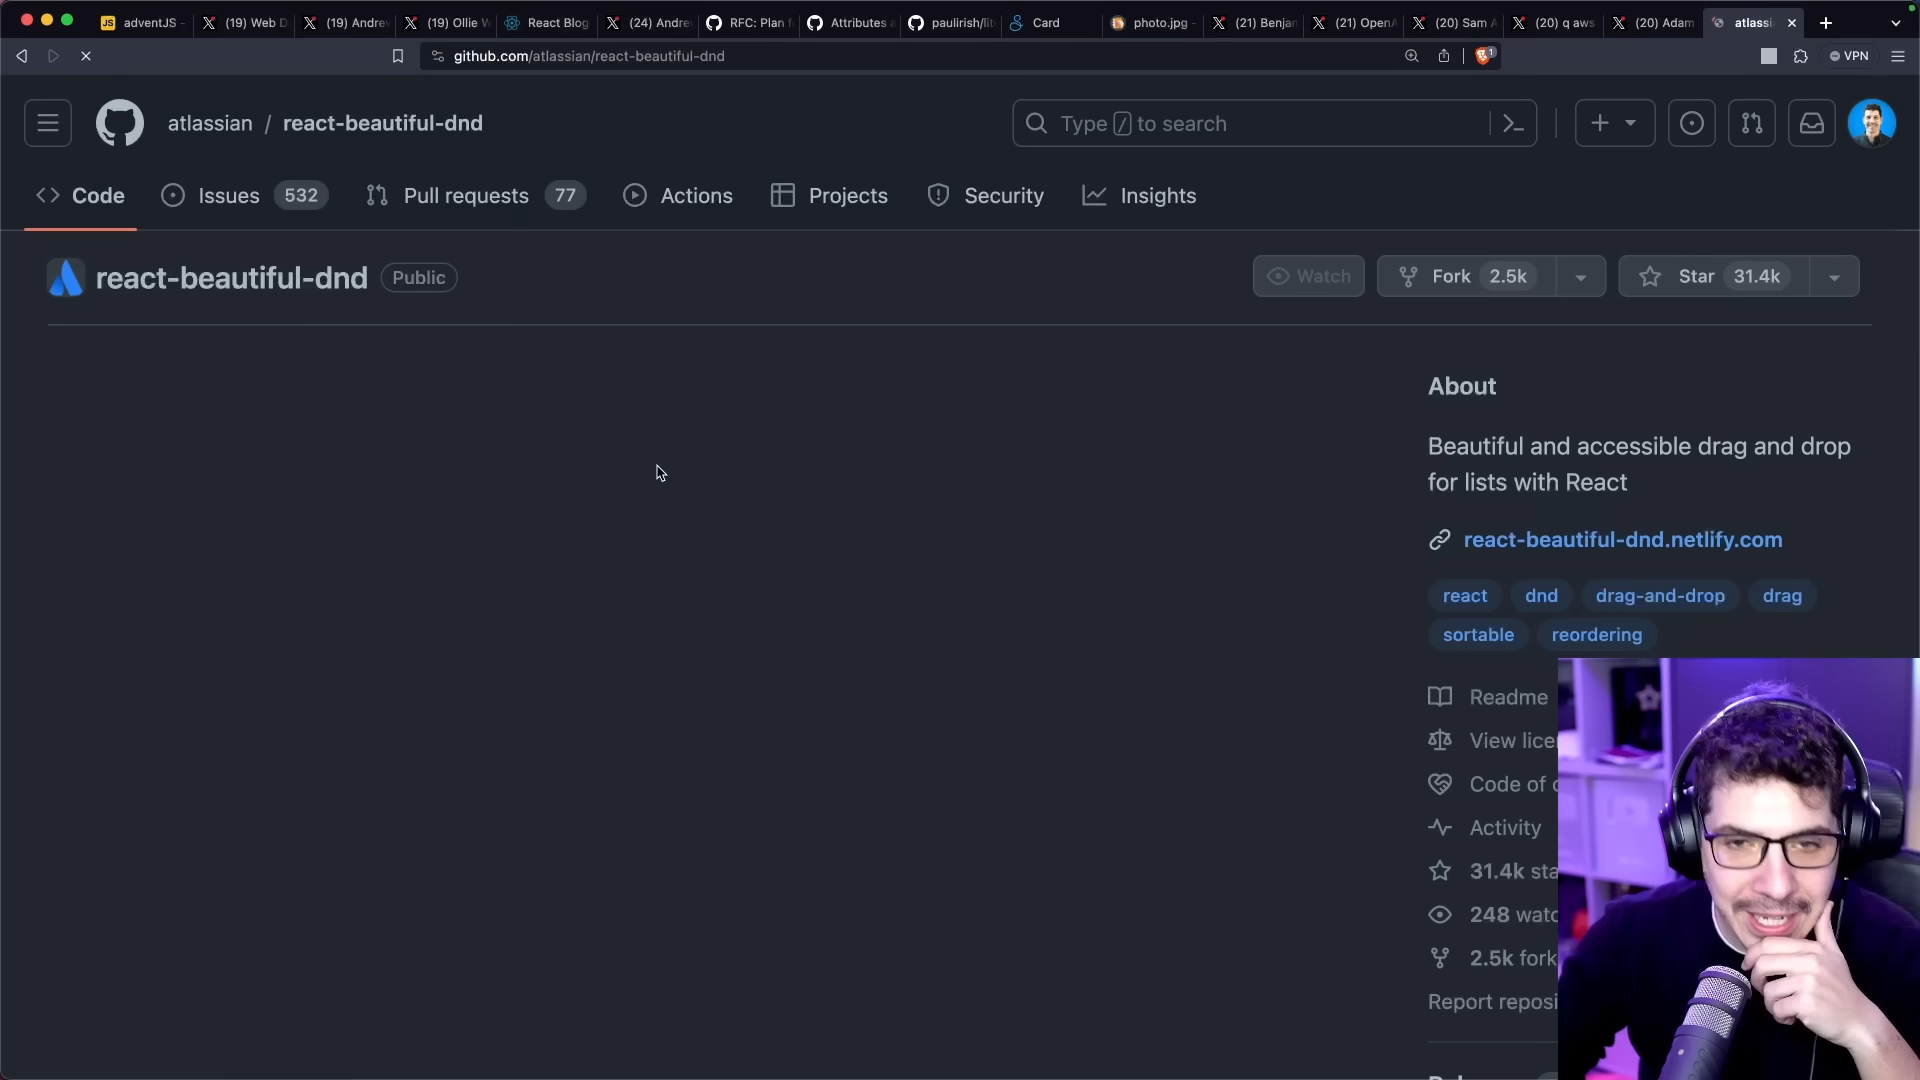 JS adventJS -
(19) Web D
(19) Andre
(19) Ollie W
React Blog
(24) Andre
RFC: Plan f
Attributes a
paulirish/lit
Card
photo.jpg -
(21) Benjan
(21) OpenA
(20) Sam A
(20) q aws
(20) Adam
atlassi
github.com/atlassian/react-beautiful-dnd
1
VPN
atlassian / react-beautiful-dnd
Type / to search
Code
Issues 532
Pull requests 77
Actions
Projects
Security
Insights
react-beautiful-dnd Public
Watch
Fork 2.5k
Star 31.4k
About
Beautiful and accessible drag and drop
for lists with React
react-beautiful-dnd.netlify.com
react dnd drag-and-drop drag
sortable reordering
Readme
View lice
Code of c
Activity
31.4k sta
248 watc
2.5k fork
Report reposi